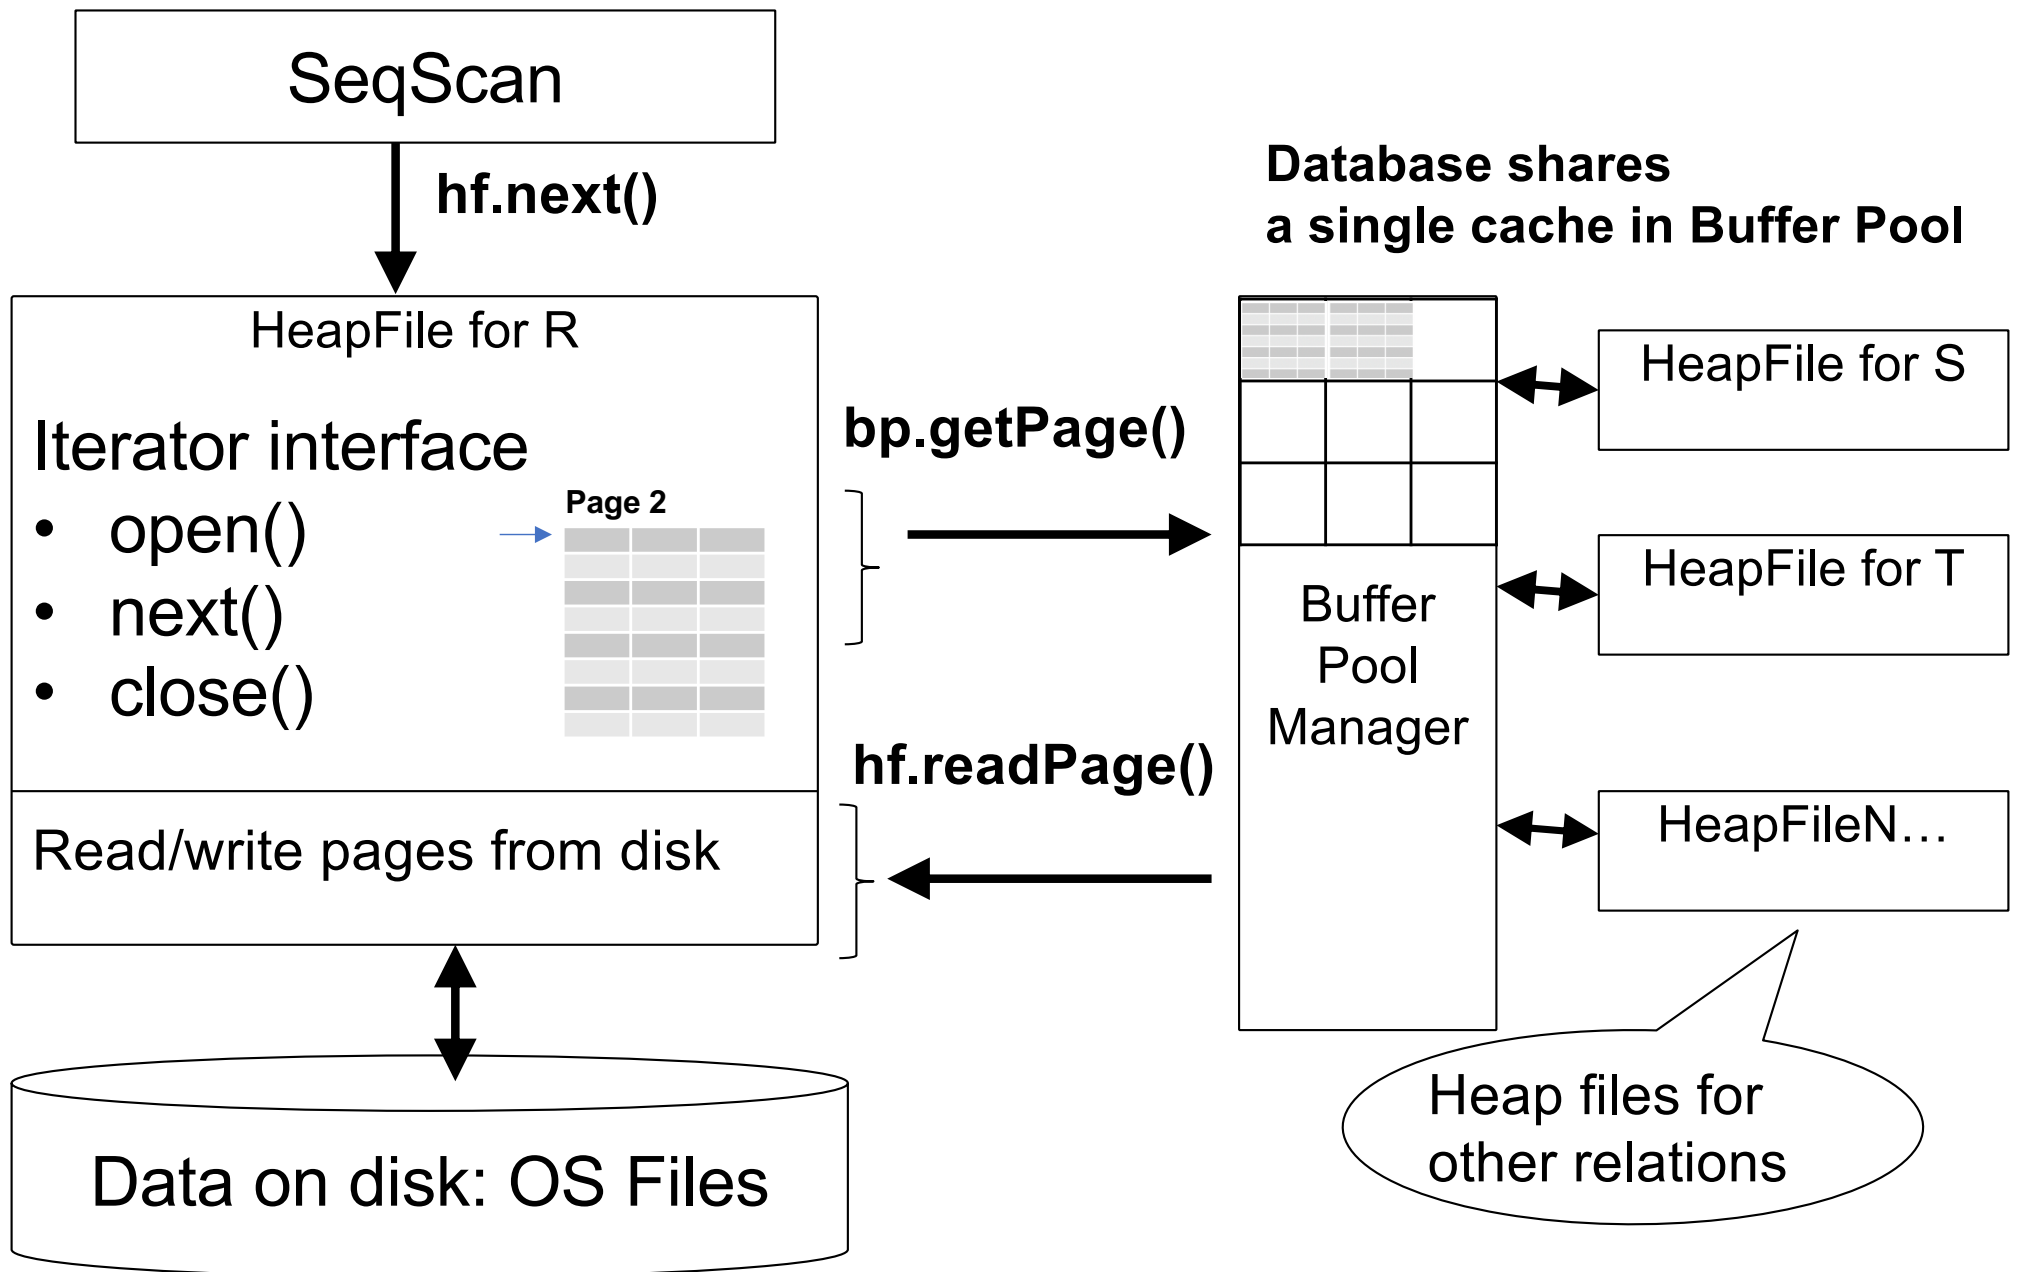 SeqScan
hf.next()
Database shares
a single cache in Buffer Pool
HeapFile for R
Iterator interface
• open()
• next()
• close()
Page 2
Read/write pages from disk
bp.getPage()
hf.readPage()
Buffer
Pool
Manager
HeapFile for S
HeapFile for T
HeapFileN…
Heap files for
other relations
Data on disk: OS Files